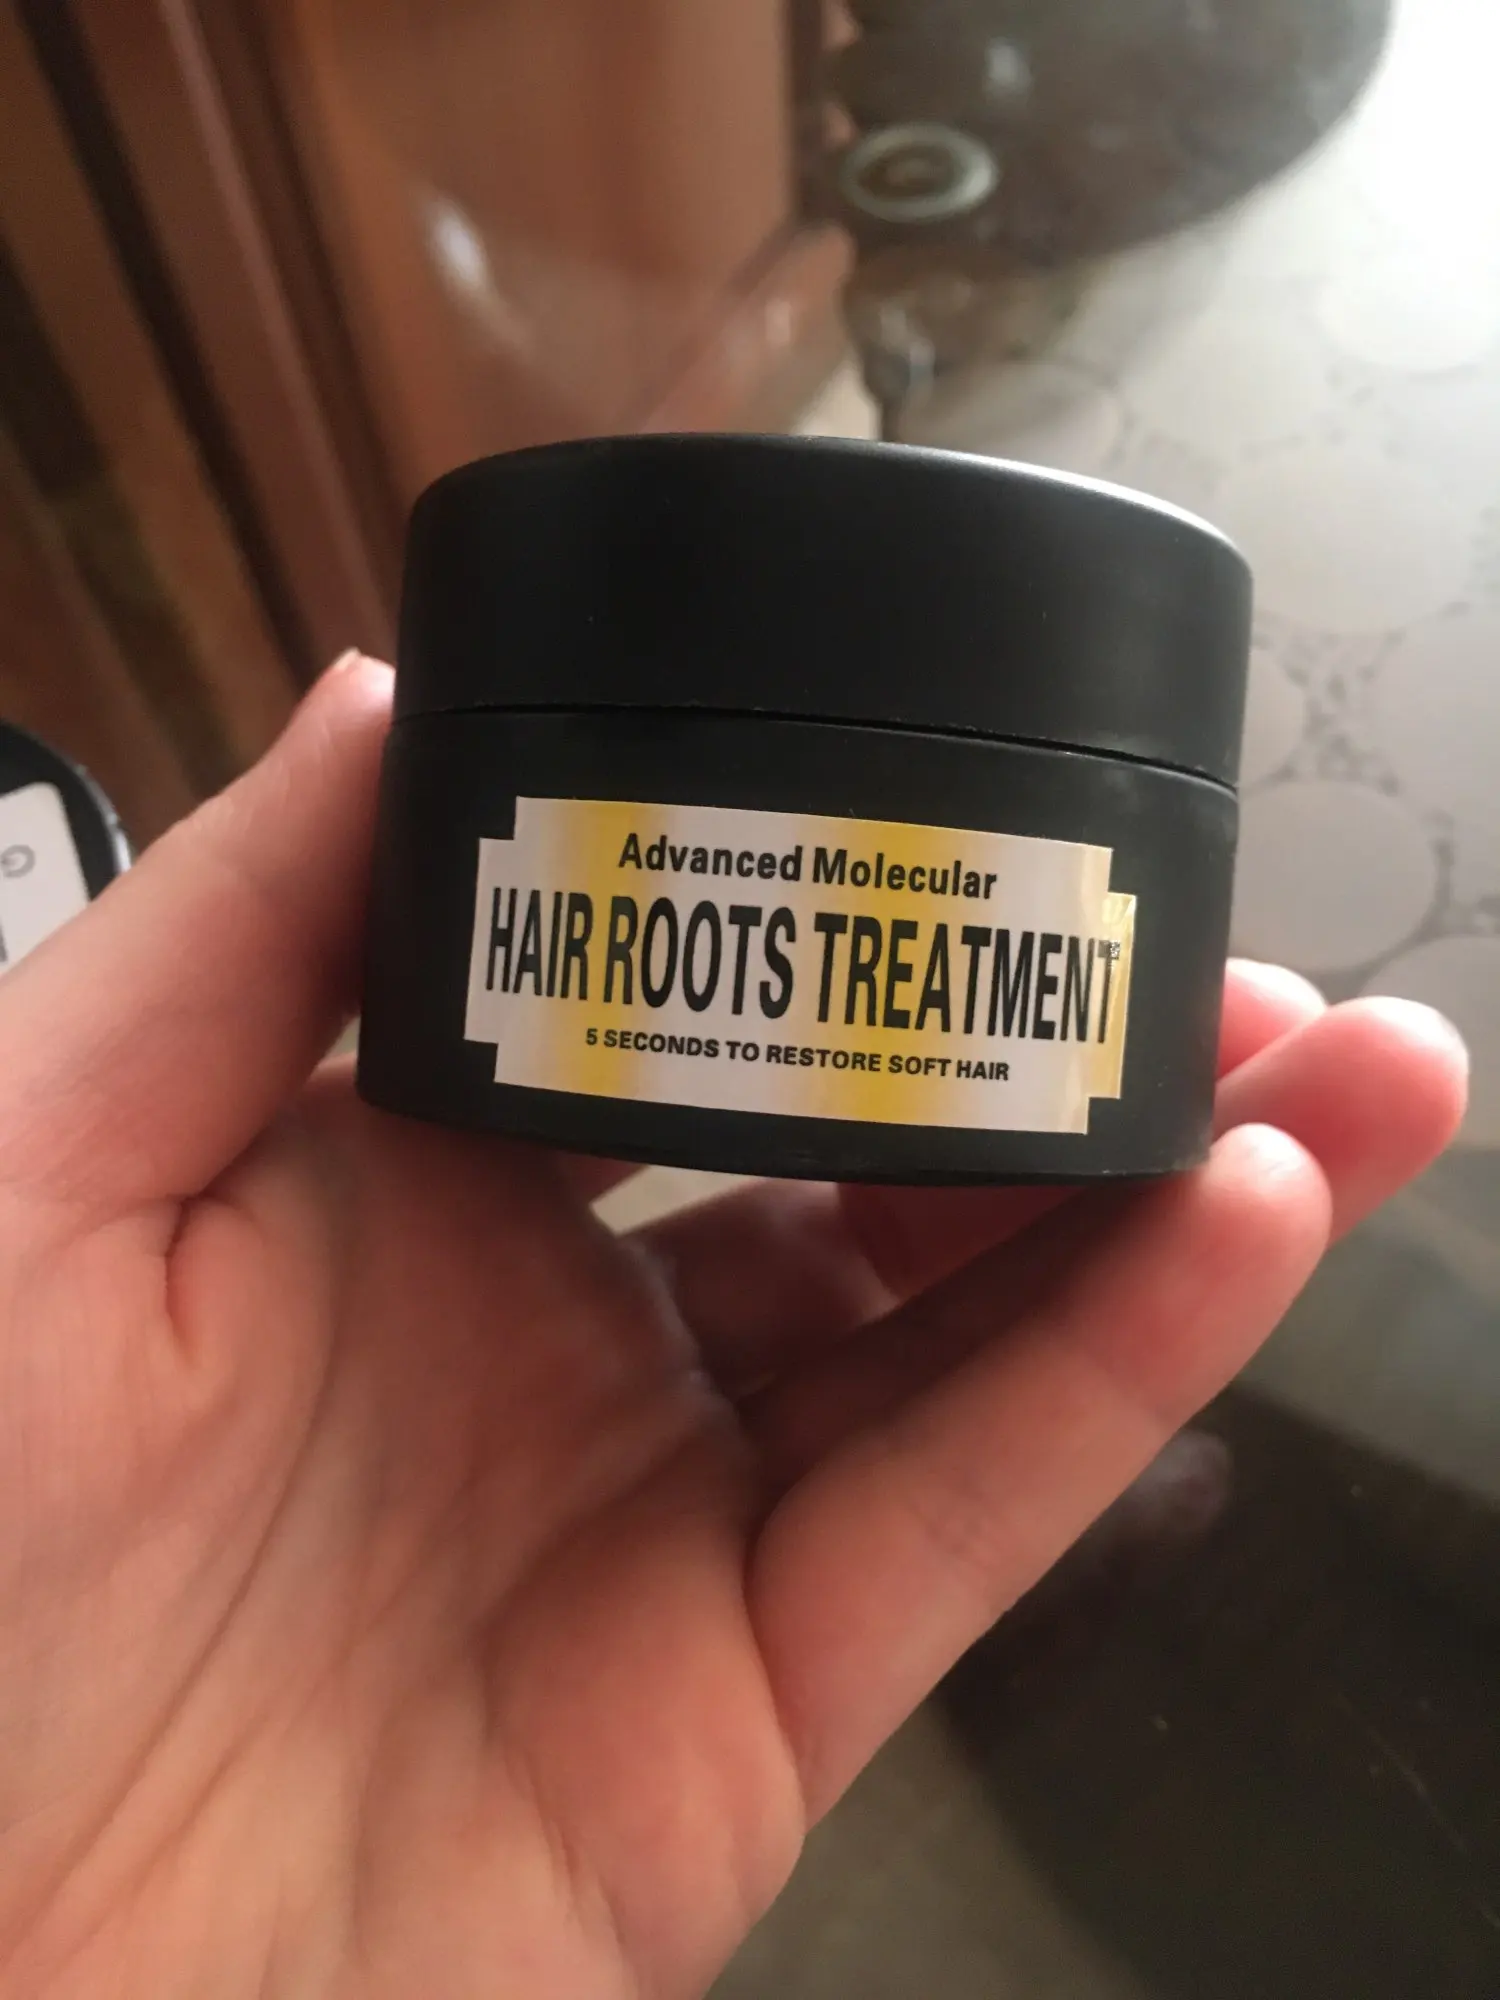 Advanced Molecular
HAIR ROOTS TREATMENT
5 SECONDS TO RESTORE SOFT HAIR
G